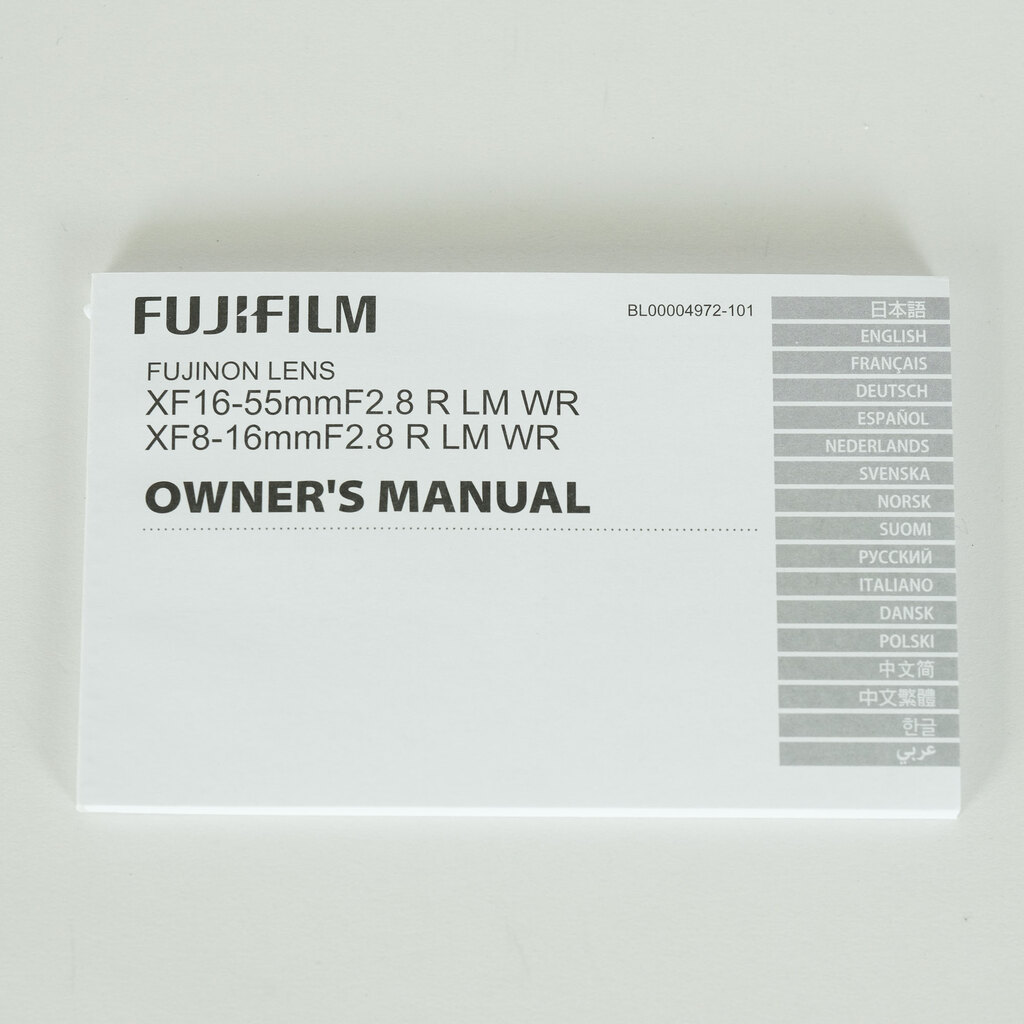 FUJIFILM
BL00004972-101
FUJINON LENS
XF16-55mmF2.8 R LM WR
XF8-16mmF2.8 R LM WR
OWNER'S MANUAL
日本語
ENGLISH
FRANÇAIS
DEUTSCH
ESPAÑOL
NEDERLANDS
SVENSKA
NORSK
SUOMI
РУССКИЙ
ITALIANO
DANSK
POLSKI
中文简
中文繁體
한글
عربي